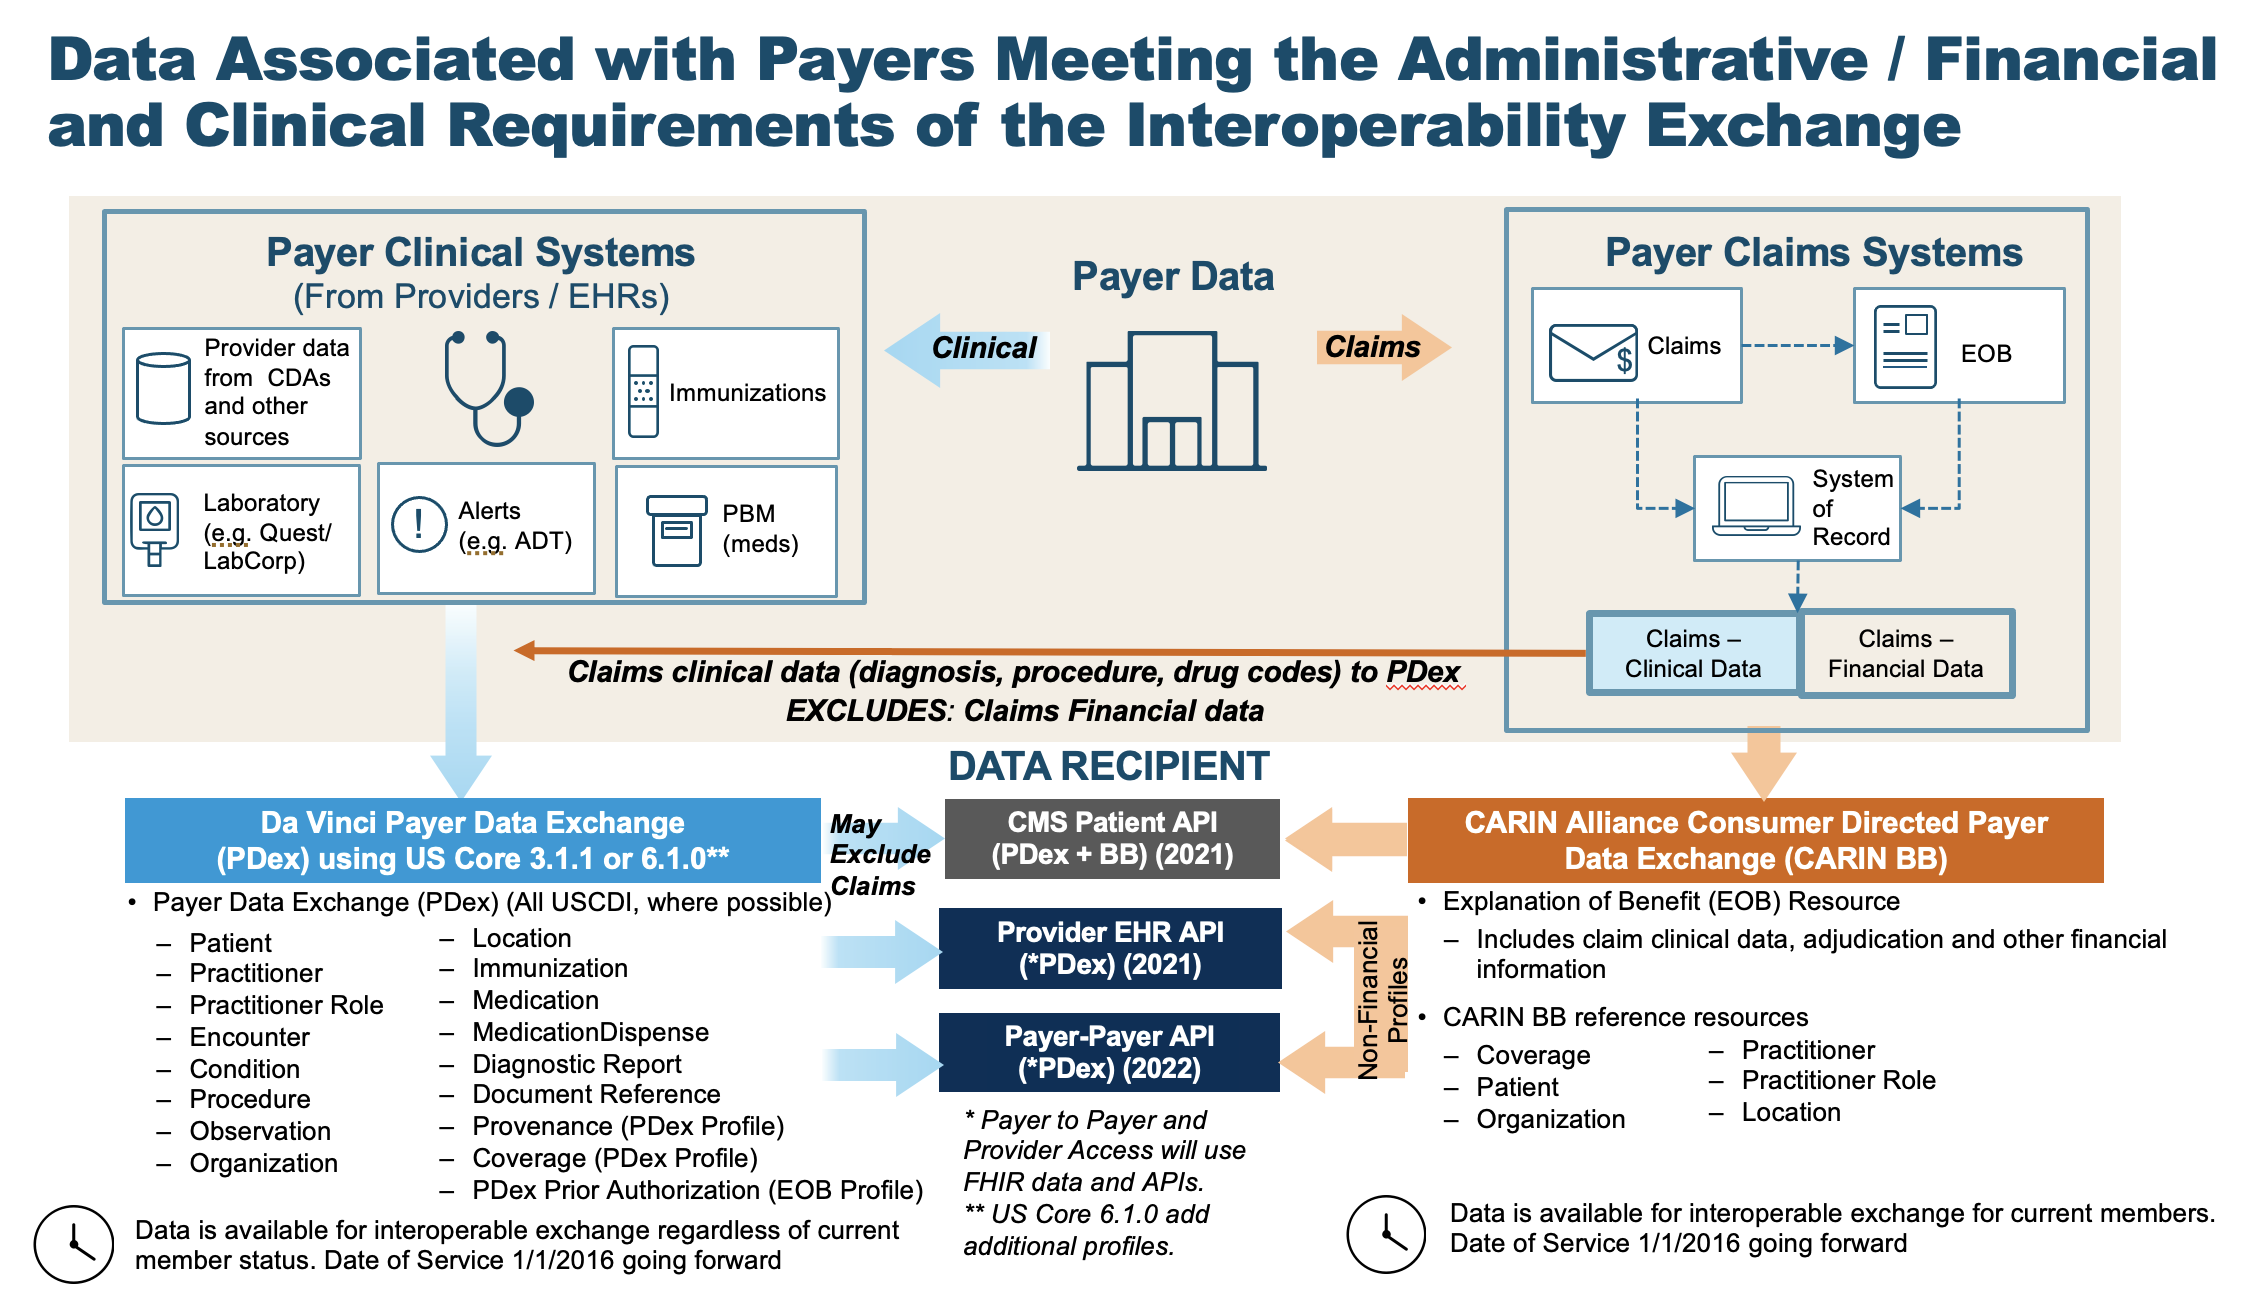 Data Associated with Payers Meeting the Administrative / Financial
and Clinical Requirements of the Interoperability Exchange
Payer Clinical Systems
(From Providers / EHRs)
Provider data
from CDAs
and other
sources
Immunizations
Laboratory
(e.g. Quest/
LabCorp)
!
Alerts
(e.g. ADT)
PBM
(meds)
Payer Data
Clinical
Claims
Payer Claims Systems
$
Claims
EOB
System
of
Record
Claims –
Clinical Data
Claims –
Financial Data
Claims clinical data (diagnosis, procedure, drug codes) to PDex
EXCLUDES: Claims Financial data
DATA RECIPIENT
Da Vinci Payer Data Exchange
(PDex) using US Core 3.1.1 or 6.1.0**
May
Exclude
Claims
• Payer Data Exchange (PDex) (All USCDI, where possible)
– Patient
– Practitioner
– Practitioner Role
– Encounter
– Condition
– Procedure
– Observation
– Organization
– Location
– Immunization
– Medication
– MedicationDispense
– Diagnostic Report
– Document Reference
– Provenance (PDex Profile)
– Coverage (PDex Profile)
– PDex Prior Authorization (EOB Profile)
Data is available for interoperable exchange regardless of current
member status. Date of Service 1/1/2016 going forward
CMS Patient API
(PDex + BB) (2021)
Provider EHR API
(*PDex) (2021)
Payer-Payer API
(*PDex) (2022)
* Payer to Payer and
Provider Access will use
FHIR data and APIs.
** US Core 6.1.0 add
additional profiles.
Non-Financial
Profiles
CARIN Alliance Consumer Directed Payer
Data Exchange (CARIN BB)
• Explanation of Benefit (EOB) Resource
– Includes claim clinical data, adjudication and other financial
information
• CARIN BB reference resources
– Coverage
– Patient
– Organization
– Practitioner
– Practitioner Role
– Location
Data is available for interoperable exchange for current members.
Date of Service 1/1/2016 going forward